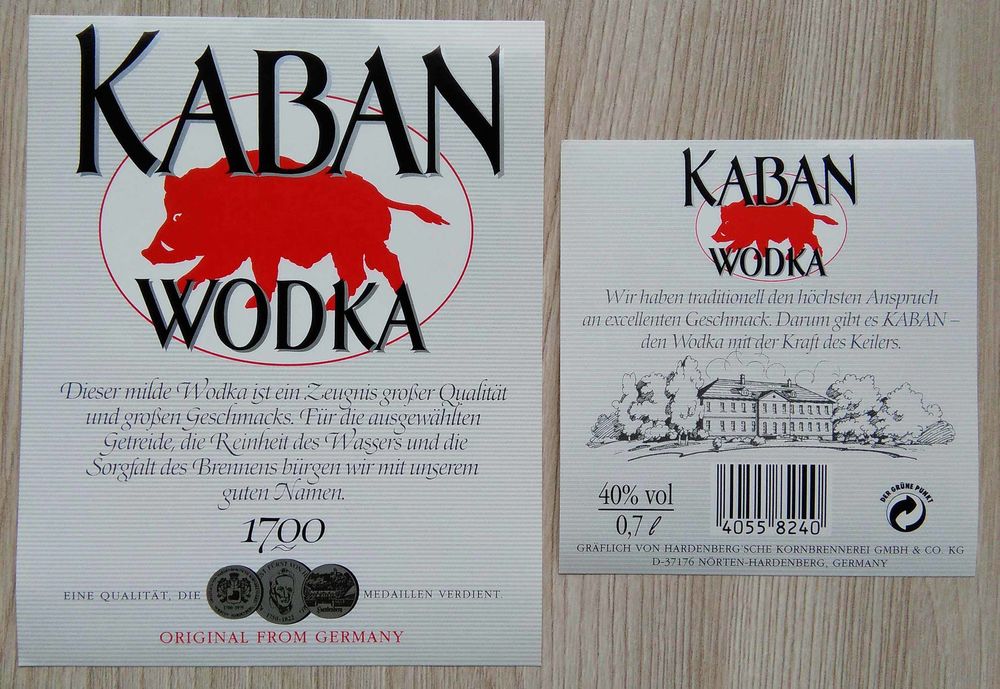 KABAN
WODKA
Dieser milde Wodka ist ein Zeugnis großer Qualität
und großen Geschmacks. Für die ausgewählten
Getreide, die Reinheit des Wassers und die
Sorgfalt des Brennens bürgen wir mit unserem
guten Namen.
1700
EINE QUALITÄT, DIE MEDAILLEN VERDIENT.
ORIGINAL FROM GERMANY
KABAN
WODKA
Wir haben traditionell den höchsten Anspruch
an excellenten Geschmack. Darum gibt es KABAN –
den Wodka mit der Kraft des Keilers.
40% vol
0,7 ℓ
4055 8240
DER GRÜNE PUNKT
GRÄFLICH VON HARDENBERG'SCHE KORNBRENNEREI GMBH & CO. KG
D-37176 NÖRTEN-HARDENBERG, GERMANY